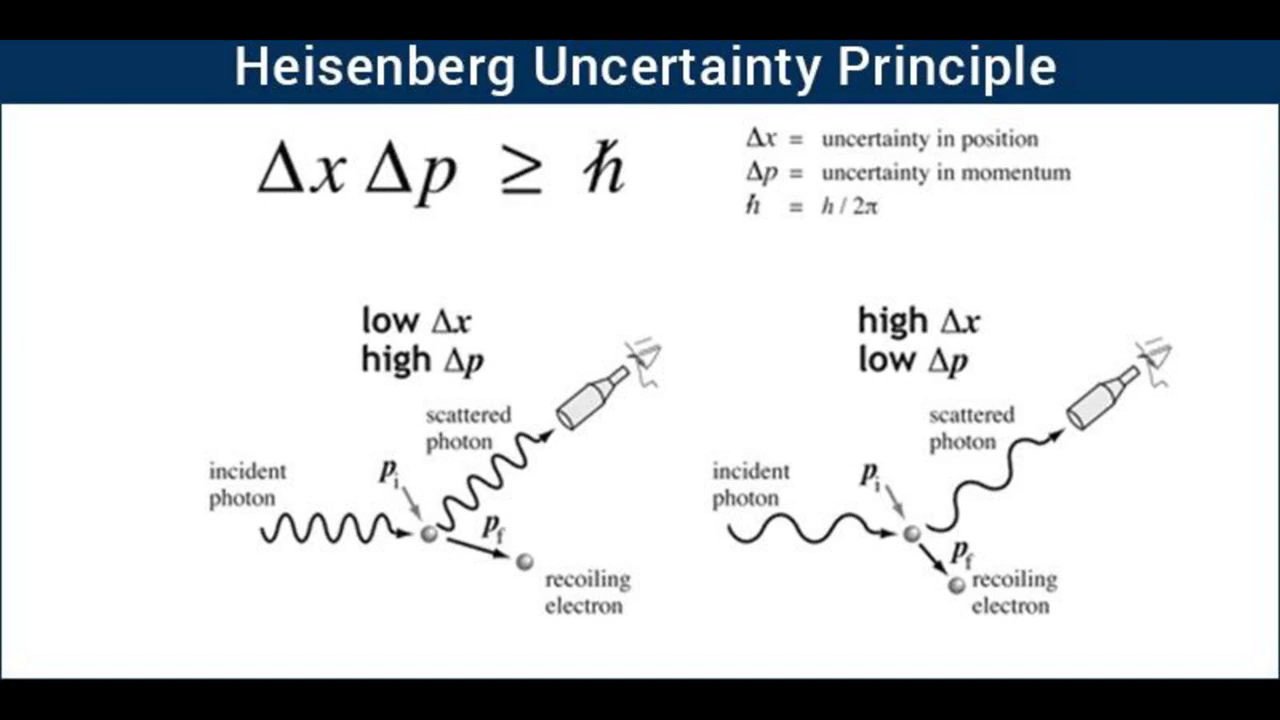 Heisenberg Uncertainty Principle
Δx Δp ≥ ħ
Δx = uncertainty in position
Δp = uncertainty in momentum
ħ = h / 2π
low Δx
high Δp
scattered
photon
incident
photon
pi
pf
recoiling
electron
high Δx
low Δp
scattered
photon
incident
photon
pi
pf
recoiling
electron